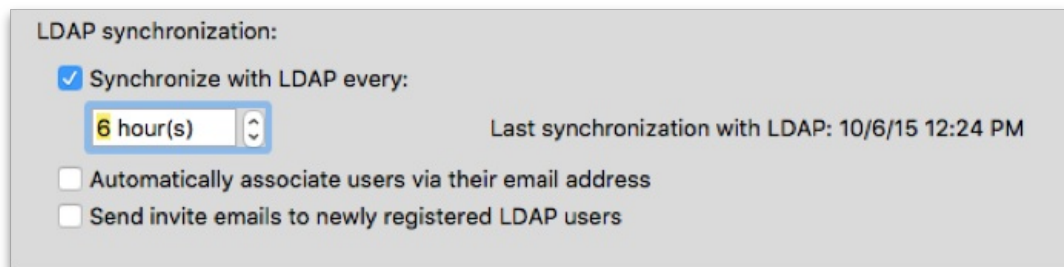 LDAP synchronization:
Synchronize with LDAP every:
6 hour(s) Last synchronization with LDAP: 10/6/15 12:24 PM
Automatically associate users via their email address
Send invite emails to newly registered LDAP users